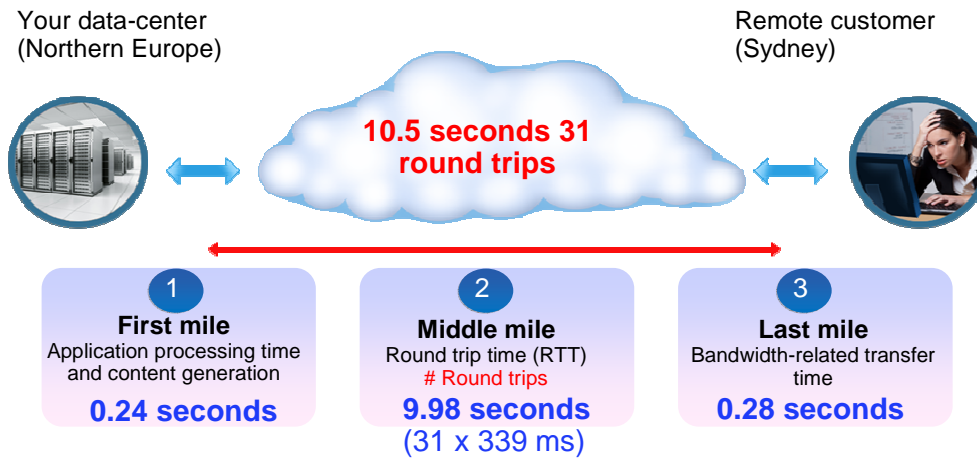 Your data-center
(Northern Europe)
Remote customer
(Sydney)
10.5 seconds 31
round trips
1
First mile
Application processing time
and content generation
0.24 seconds
2
Middle mile
Round trip time (RTT)
# Round trips
9.98 seconds
(31 x 339 ms)
3
Last mile
Bandwidth-related transfer
time
0.28 seconds